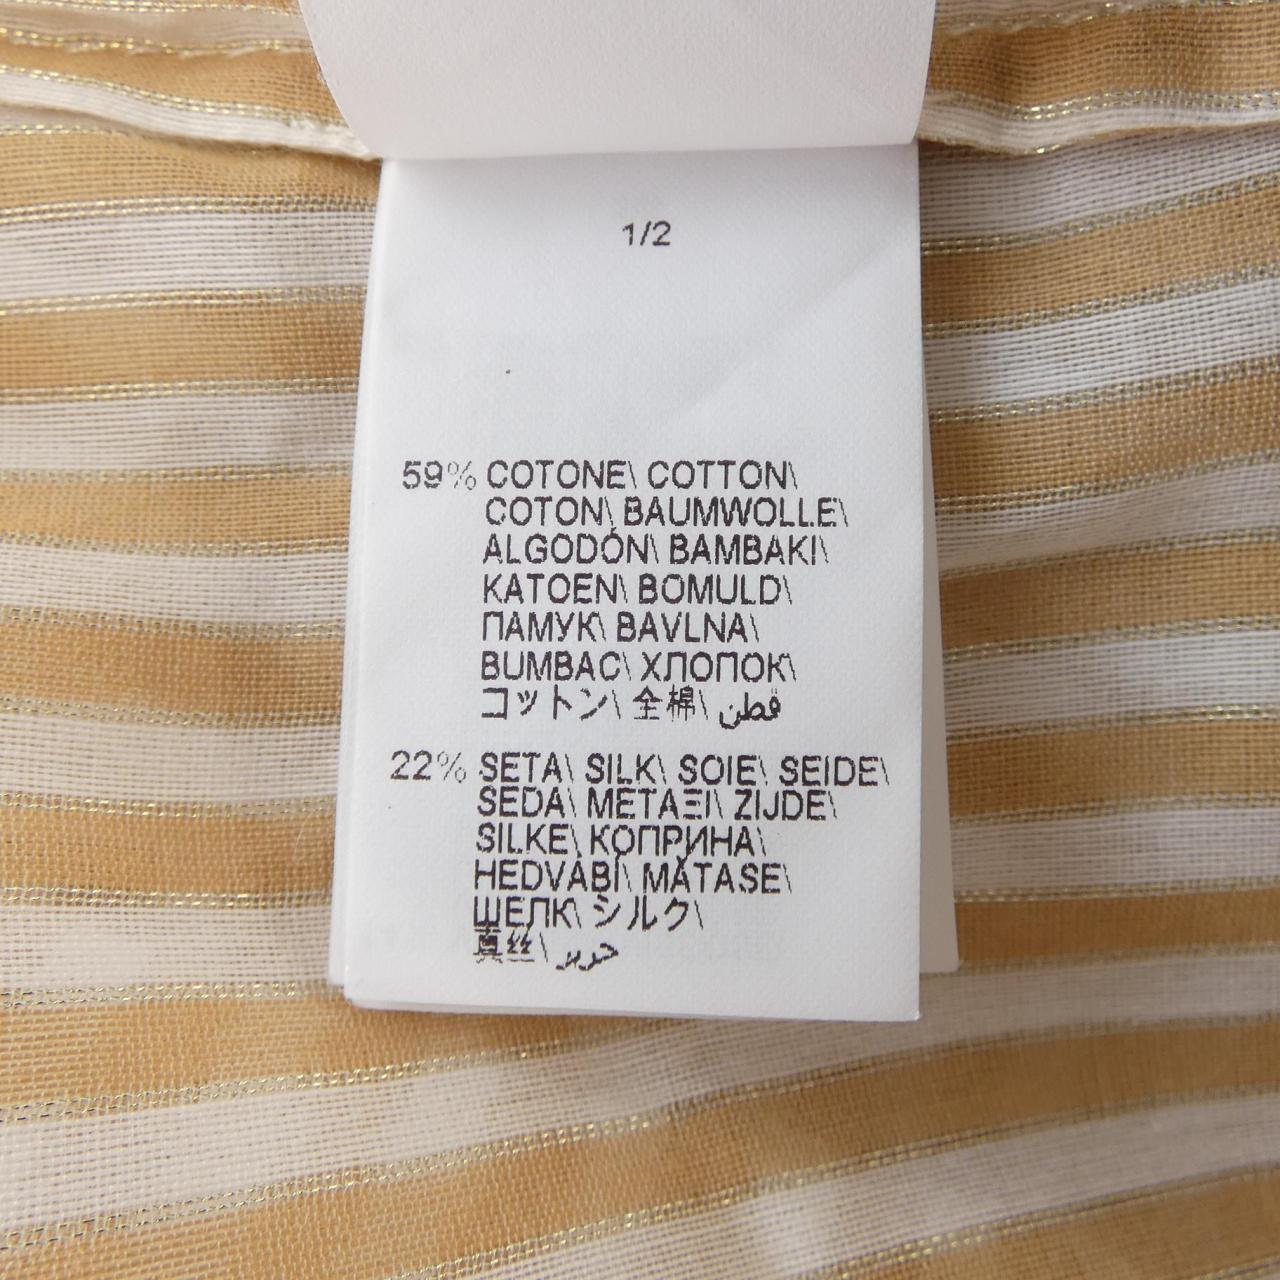 1/2
59% COTONE\ COTTON\
COTON\ BAUMWOLLE\
ALGODÓN\ BAMBAKI\
KATOEN\ BOMULD\
ПАМУК\ BAVLNA\
BUMBAC\ ХЛОПОК\
コットン\ 全棉\ قطن
22% SETA\ SILK\ SOIE\ SEIDE\
SEDA\ METAΞI\ ZIJDE\
SILKE\ КОПРИНА\
HEDVÁBÍ\ MÁTASE\
ШЕЛК\ シルク\
真丝\ حرير